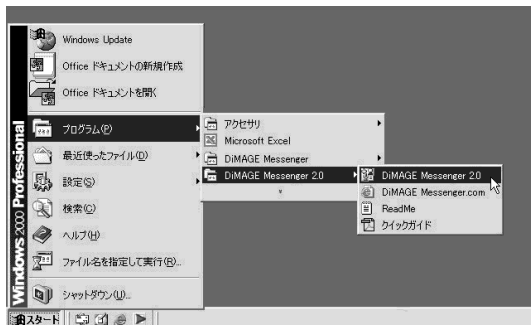 Windows Update
Office ドキュメントの新規作成
Office ドキュメントを開く
プログラム(P)
最近使ったファイル(D)
設定(S)
検索(C)
ヘルプ(H)
ファイル名を指定して実行(R)...
シャットダウン(U)...
Windows 2000 Professional
アクセサリ
Microsoft Excel
DiMAGE Messenger
DiMAGE Messenger 2.0
DiMAGE Messenger 2.0
DiMAGE Messenger.com
ReadMe
クイックガイド
スタート